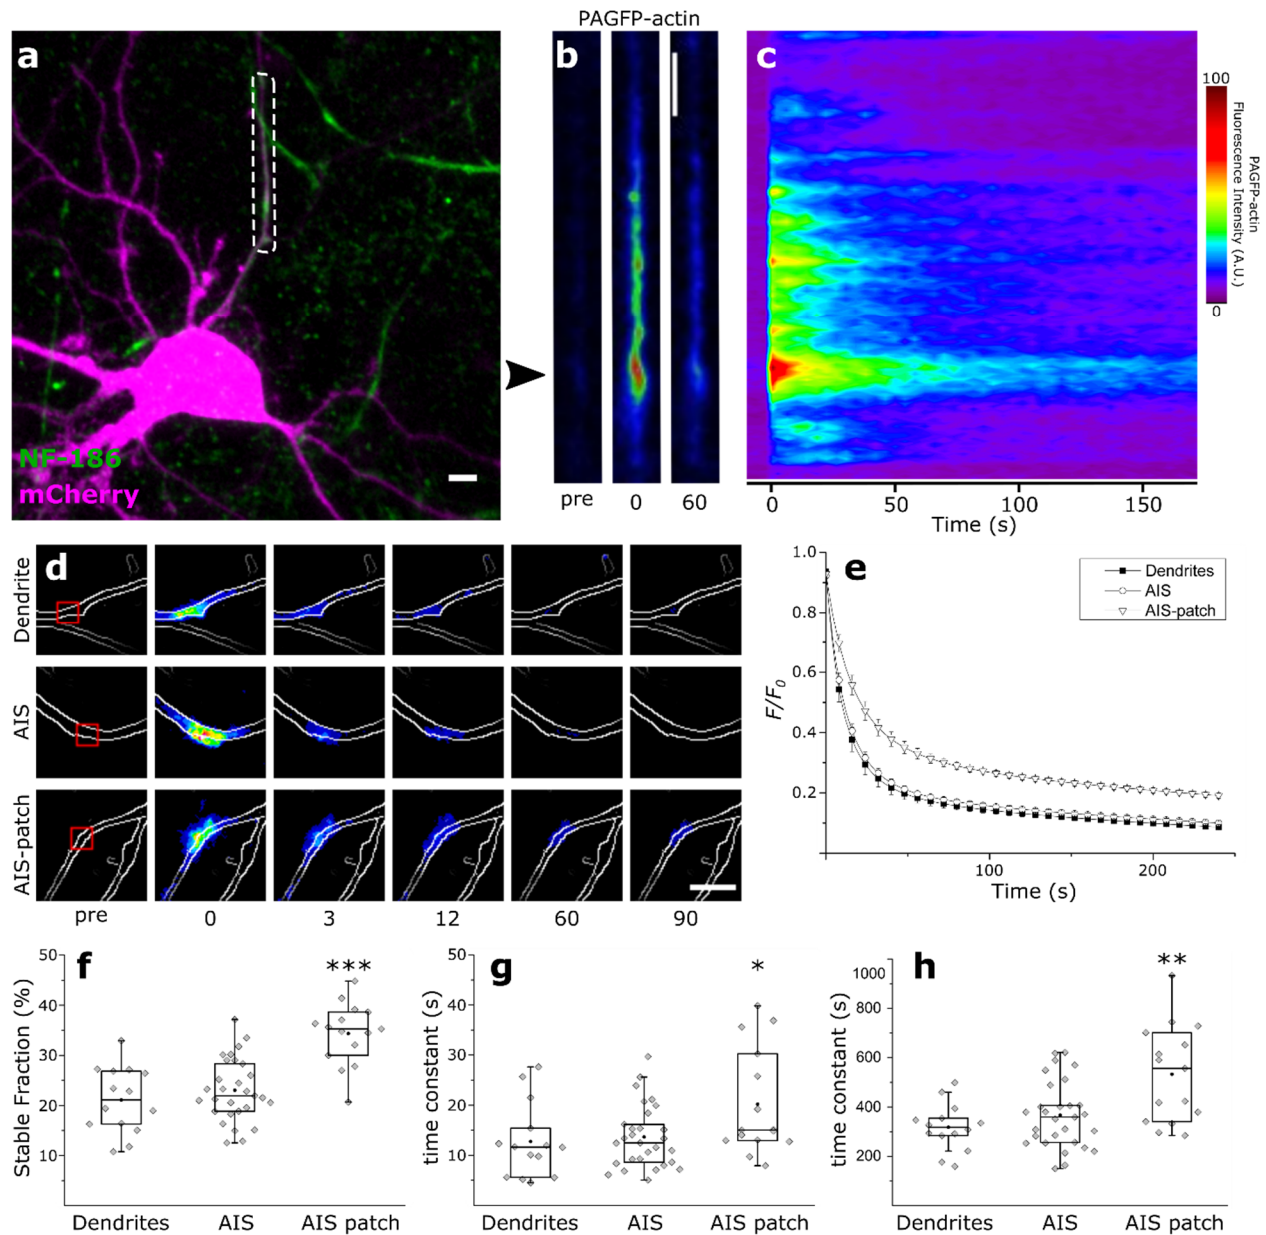 PAGFP-actin
a
b
c
NF-186
mCherry
pre
0
60
0
50
100
150
Time (s)
100
0
Fluorescence Intensity (A.U.)
PAGFP-actin
d
Dendrite
AIS
AIS-patch
pre
0
3
12
60
90
e
Dendrites
AIS
AIS-patch
1.0
0.8
0.6
0.4
0.2
F/F0
100
200
Time (s)
f
***
50
40
30
20
10
Stable Fraction (%)
Dendrites
AIS
AIS patch
g
*
50
40
30
20
10
time constant (s)
Dendrites
AIS
AIS patch
h
**
1000
800
600
400
200
time constant (s)
Dendrites
AIS
AIS patch